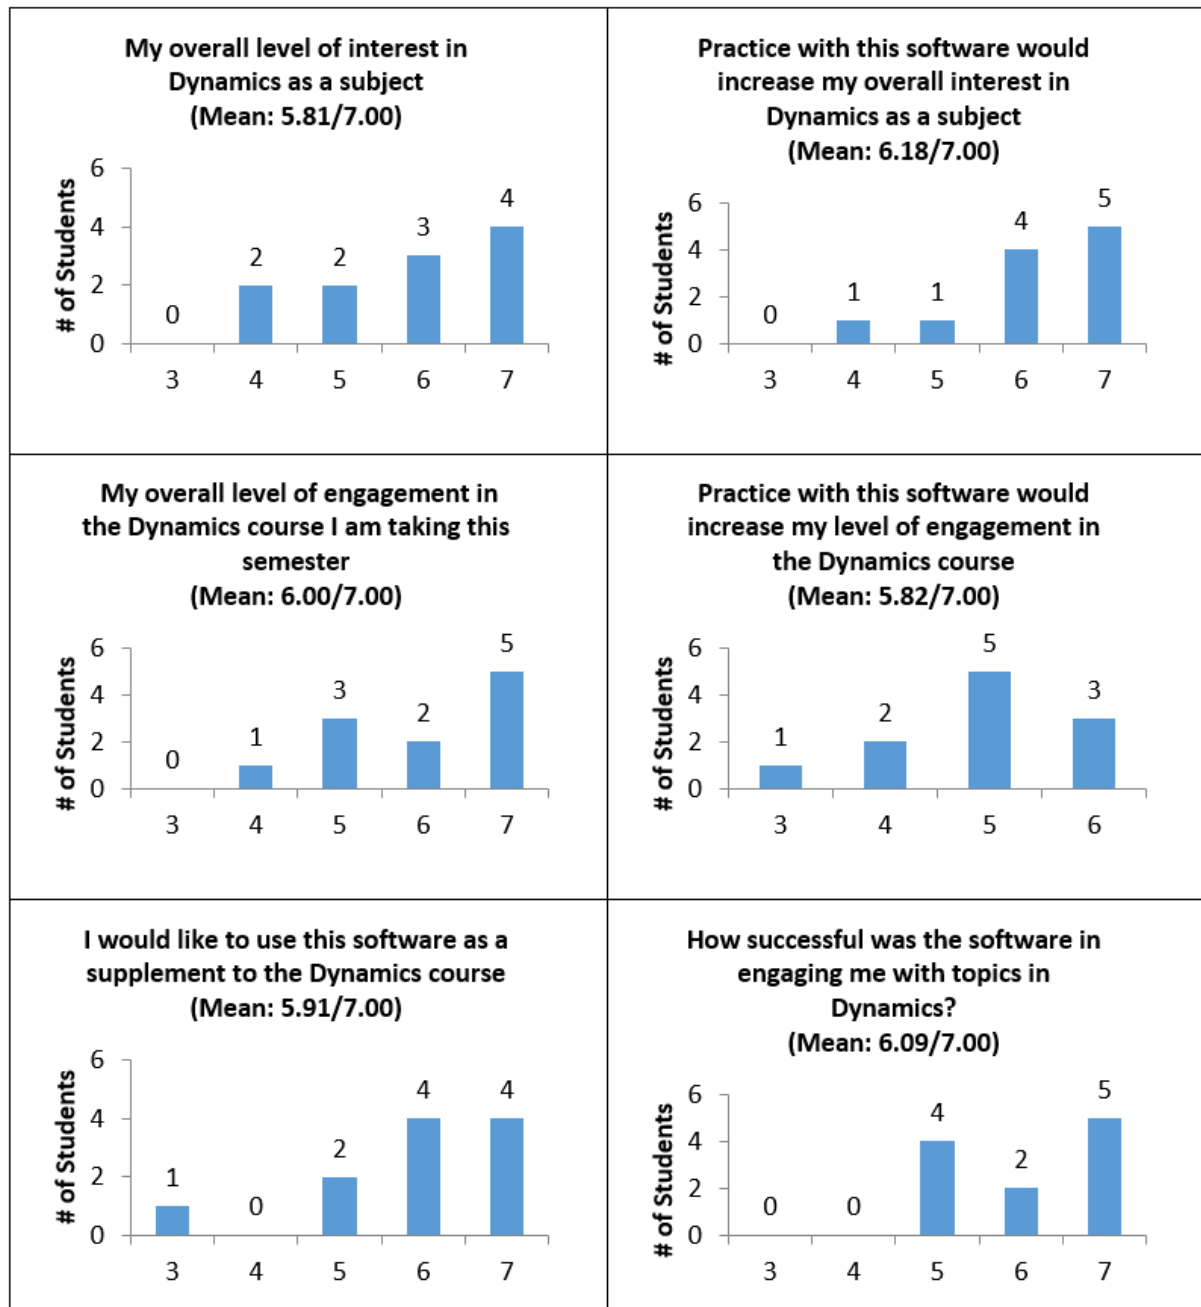 My overall level of interest in
Dynamics as a subject
(Mean: 5.81/7.00)
# of Students
6
4
2
0
0
2
2
3
4
3 4 5 6 7
Practice with this software would
increase my overall interest in
Dynamics as a subject
(Mean: 6.18/7.00)
# of Students
6
4
2
0
0
1
1
4
5
3 4 5 6 7
My overall level of engagement in
the Dynamics course I am taking this
semester
(Mean: 6.00/7.00)
# of Students
6
4
2
0
0
1
3
2
5
3 4 5 6 7
Practice with this software would
increase my level of engagement in
the Dynamics course
(Mean: 5.82/7.00)
# of Students
6
4
2
0
1
2
5
3
3 4 5 6
I would like to use this software as a
supplement to the Dynamics course
(Mean: 5.91/7.00)
# of Students
6
4
2
0
1
0
2
4
4
3 4 5 6 7
How successful was the software in
engaging me with topics in
Dynamics?
(Mean: 6.09/7.00)
# of Students
6
4
2
0
0
0
4
2
5
3 4 5 6 7